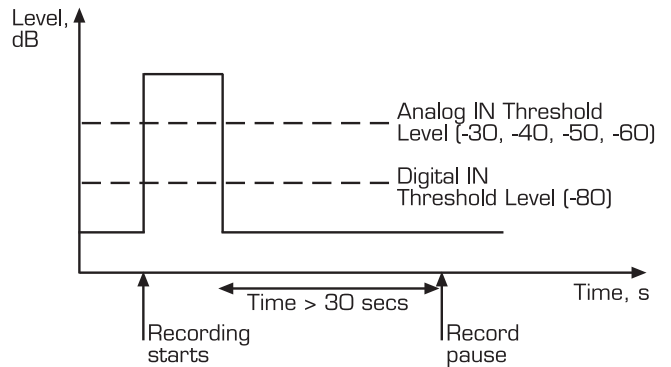 Level,
dB
Analog IN Threshold
Level (-30, -40, -50, -60)
Digital IN
Threshold Level (-80)
Time > 30 secs
Time, s
Recording
starts
Record
pause